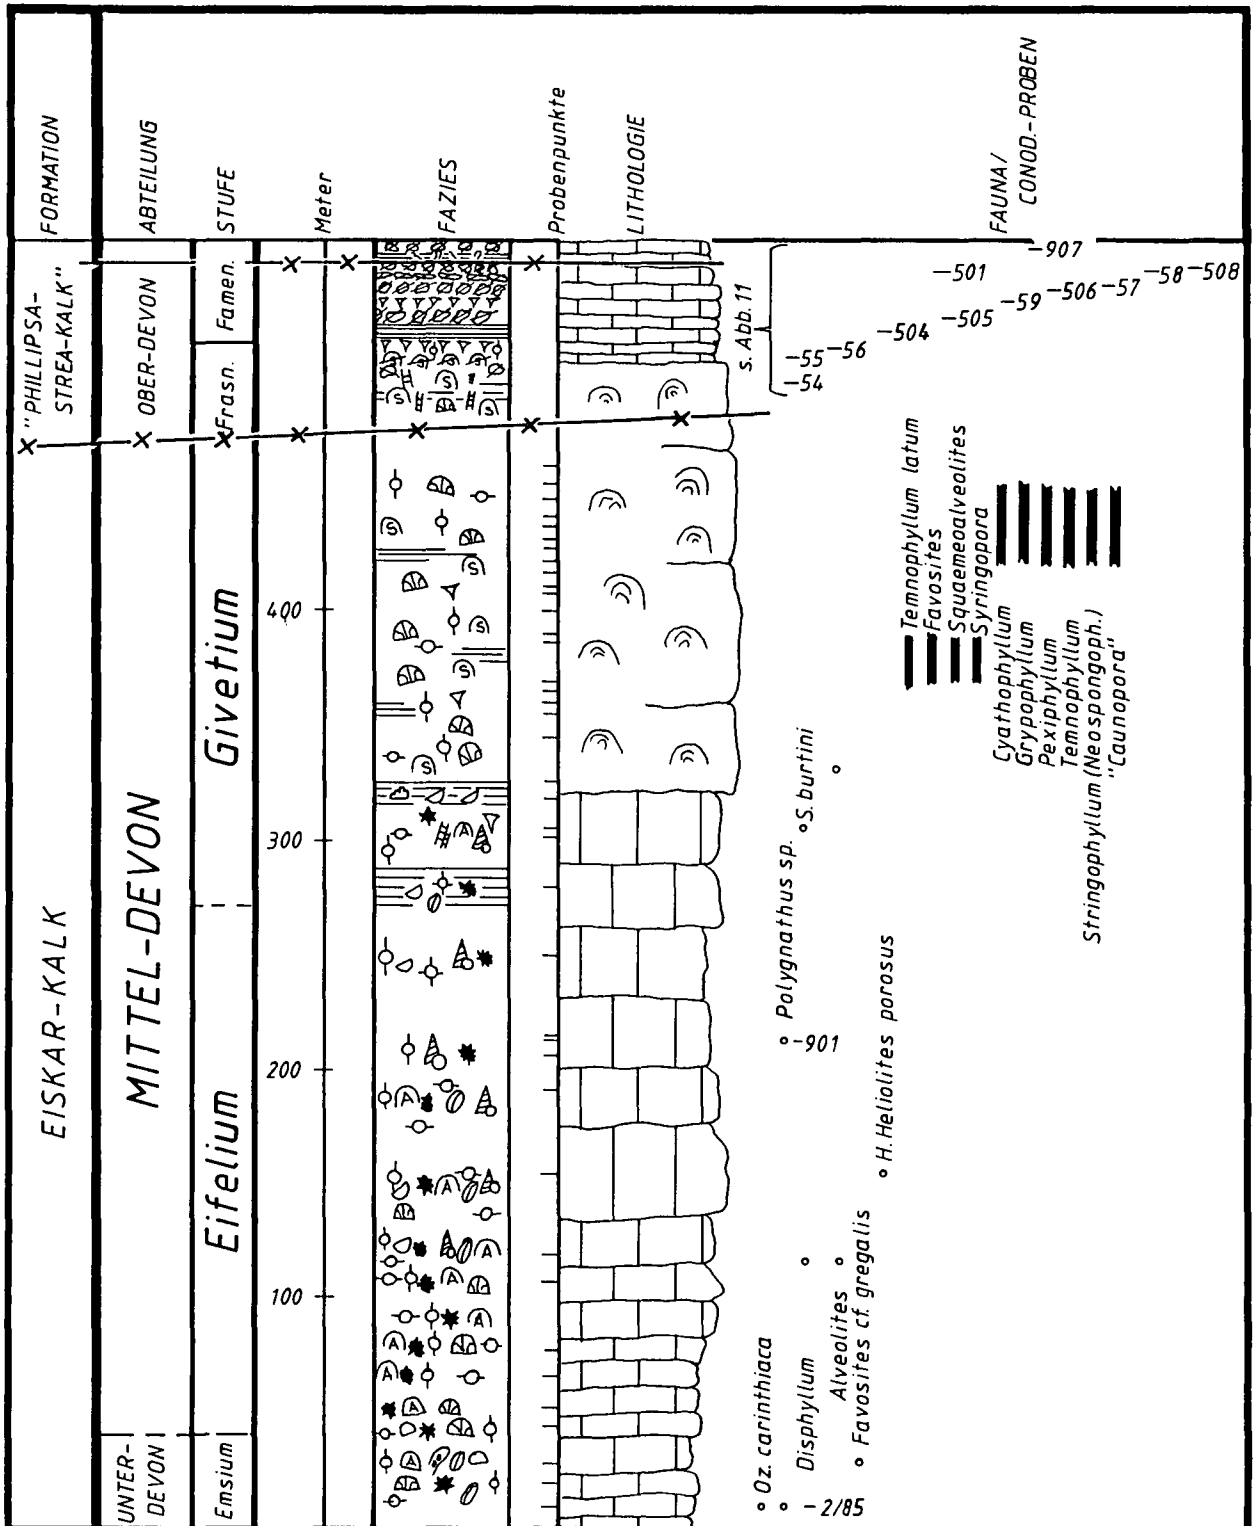 FORMATION
ABTEILUNG
STUFE
Meter
FAZIES
Probenpunkte
LITHOLOGIE
FAUNA/
CONOD.-PROBEN
"PHILLIPSA-
STREA-KALK"
OBER-DEVON
Famen.
Frasn.
s. Abb. 11
-907
-501
-58
-508
-57
-506
-59
-505
-504
-56
-55
-54
EISKAR-KALK
MITTEL-DEVON
Givetium
Eifelium
UNTER-
DEVON
Emsium
400
300
200
100
S
S
S
S
S
S
S
S
S
A
A
A
A
A
A
A
A
A
A
A
Temnophyllum latum
Favosites
Squaemeoalveolites
Syringopora
Cyathophyllum
Grypophyllum
Pexiphyllum
Temnophyllum
Stringophyllum (Neospongoph.)
"Caunopora"
S. burtini
Polygnathus sp.
-901
H. Heliolites porosus
Oz. carinthiaca
Disphyllum
Alveolites
Favosites cf. gregalis
-2/85